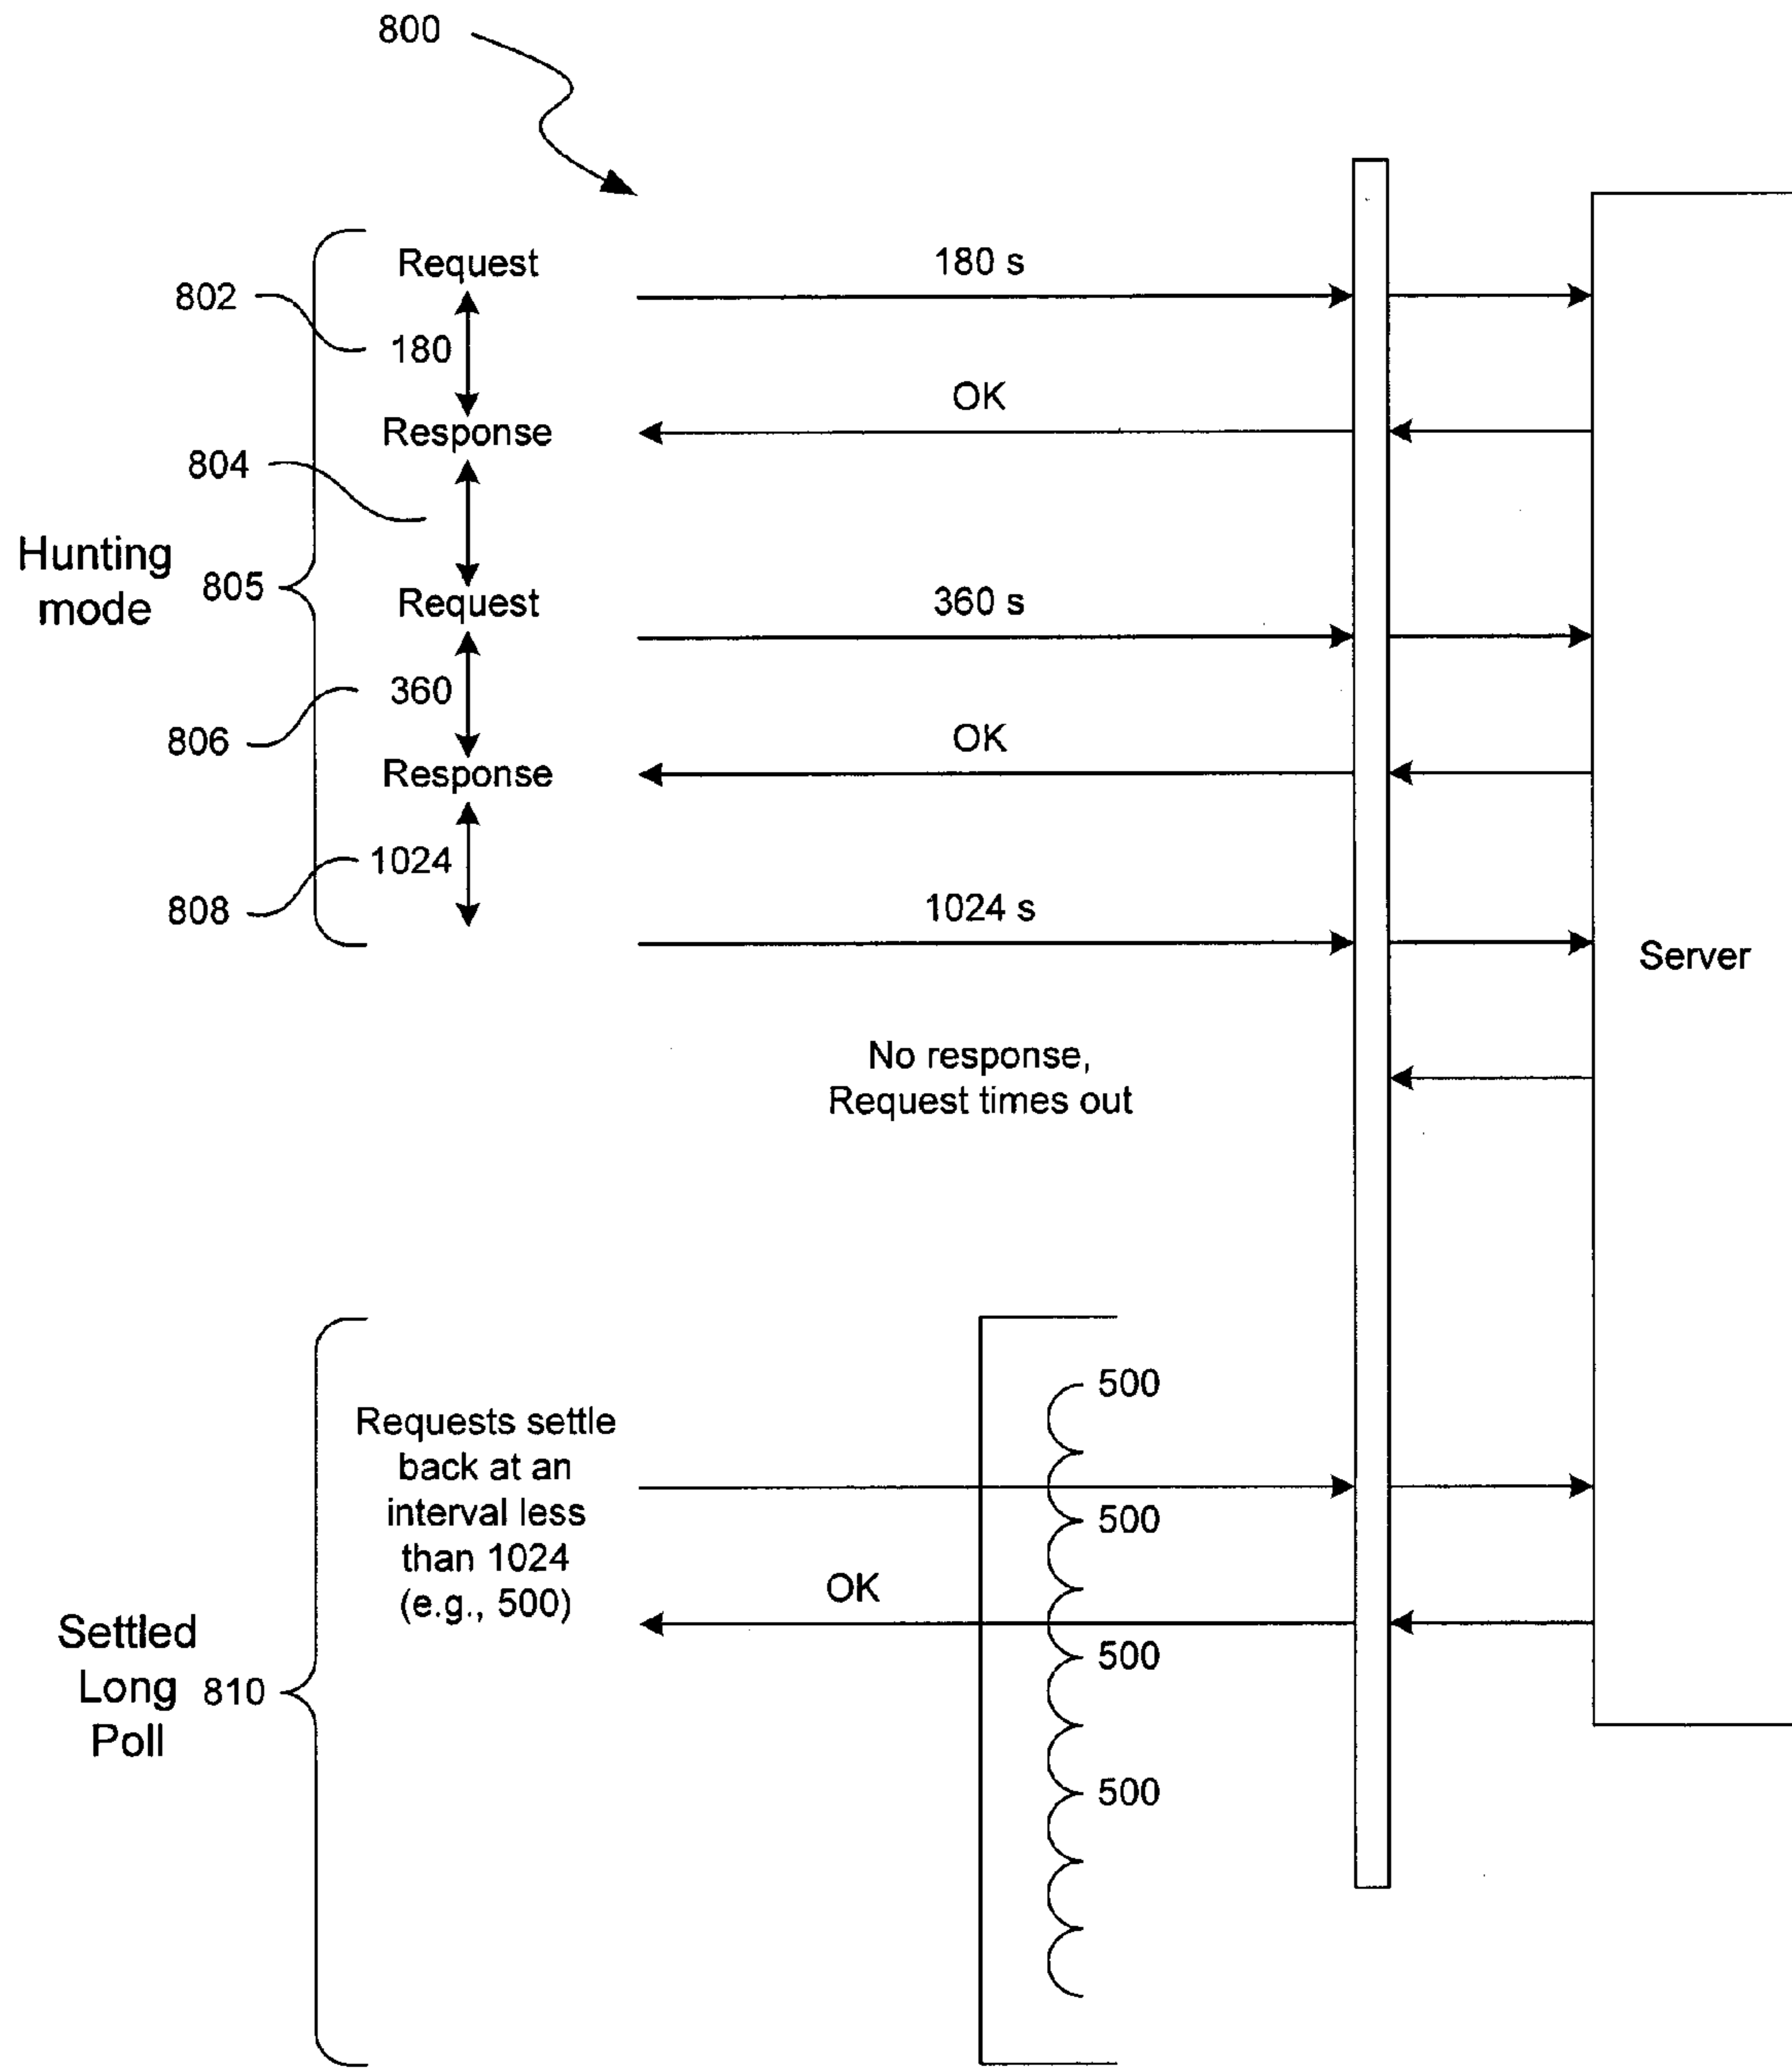 800
Request
180 s
802
180
OK
Response
804
Hunting
mode
805
Request
360 s
360
806
OK
Response
1024
808
1024 s
Server
No response,
Request times out
500
Requests settle
back at an
interval less
than 1024
(e.g., 500)
500
OK
Settled
Long
Poll
810
500
500